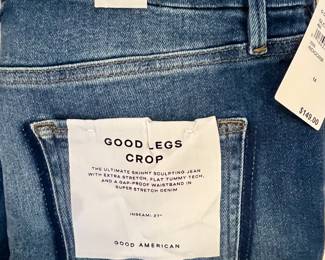 GOOD LEGS
CROP
THE ULTIMATE SKINNY SCULPTING JEAN
WITH EXTRA STRETCH, FLAT TUMMY TECH,
AND A GAP-PROOF WAISTBAND IN
SUPER STRETCH DENIM
INSEAM: 27"
GOOD AMERICAN
14
$149.00